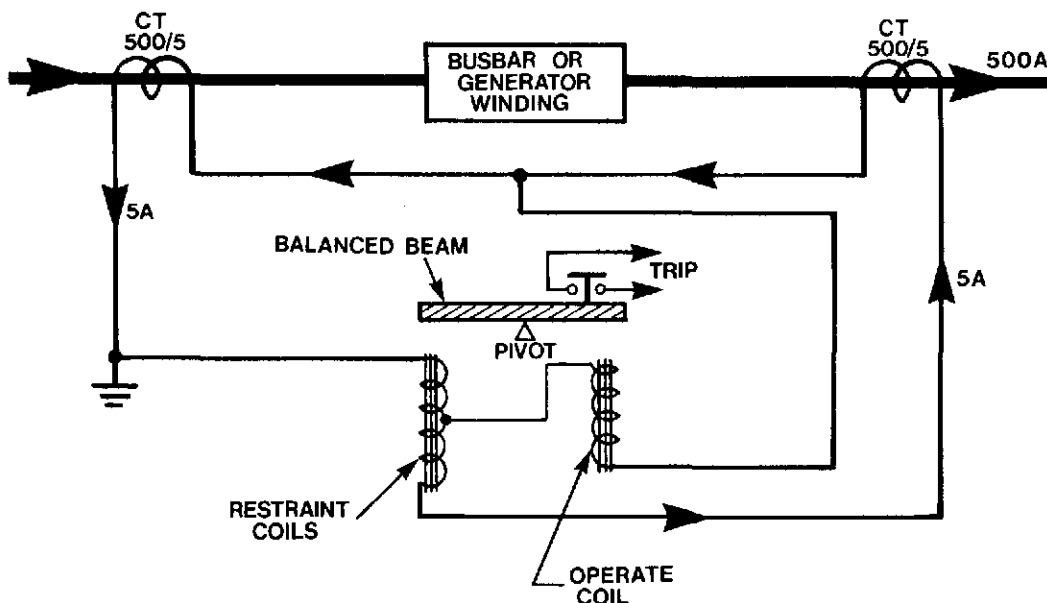 CT
500/5
BUSBAR OR
GENERATOR
WINDING
CT
500/5
500A
5A
BALANCED BEAM
TRIP
5A
PIVOT
RESTRAINT
COILS
OPERATE
COIL